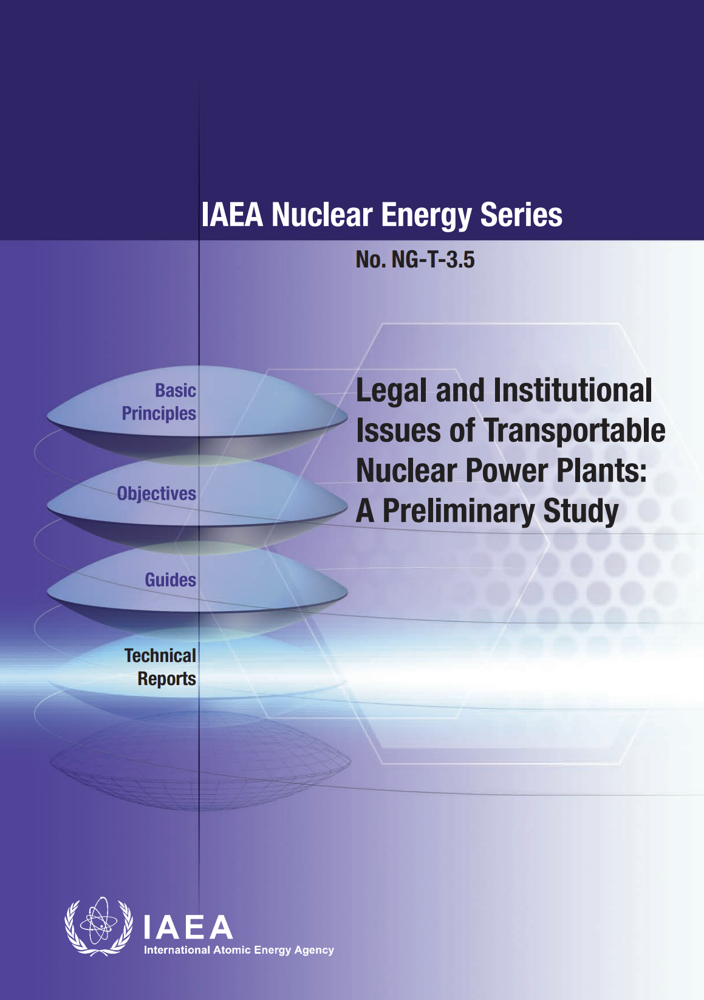 IAEA Nuclear Energy Series
No. NG-T-3.5
Legal and Institutional
Issues of Transportable
Nuclear Power Plants:
A Preliminary Study
Basic
Principles
Objectives
Guides
Technical
Reports
IAEA
International Atomic Energy Agency